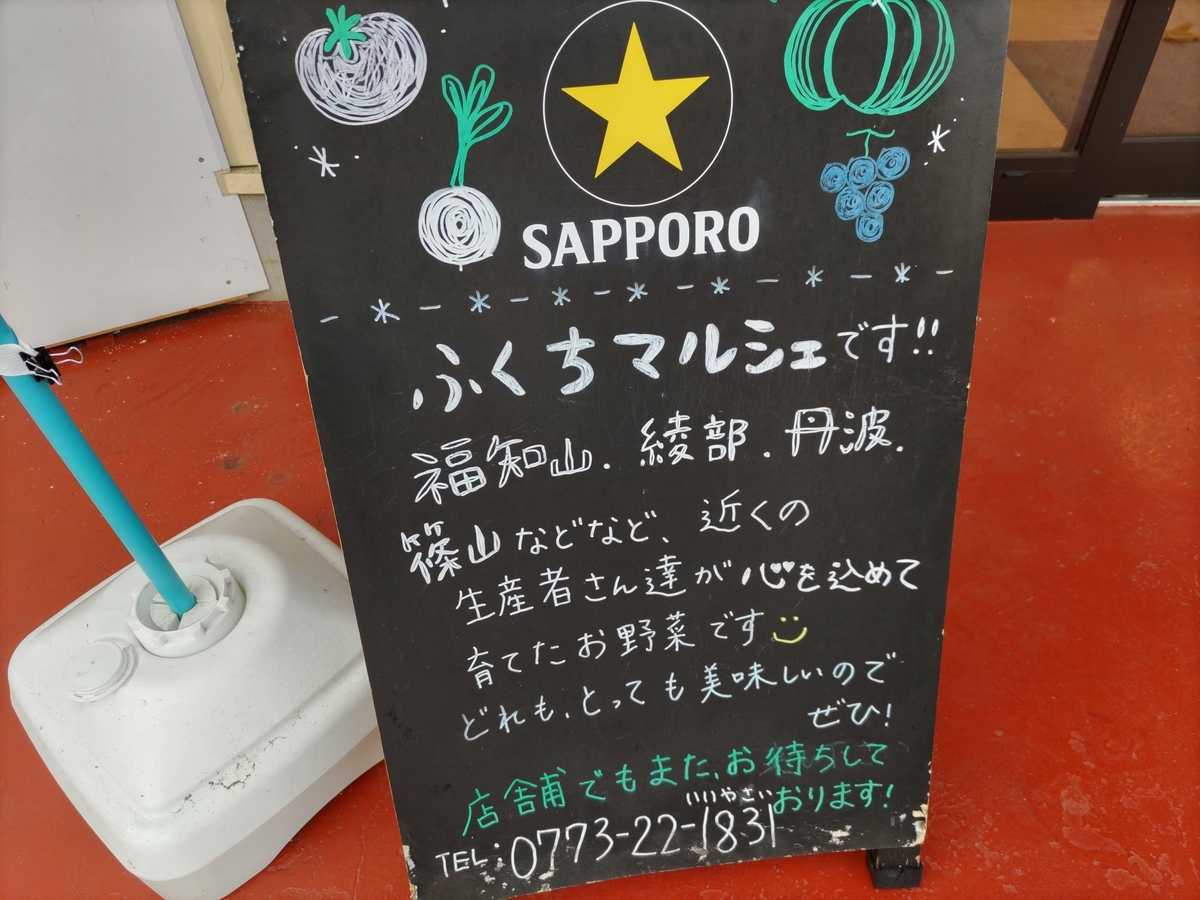 SAPPORO
ふくちマルシェです!!
福知山.綾部.丹波.
篠山などなど、近くの
生産者さん達が心を込めて
育てたお野菜です
どれも、とっても美味しいので
ぜひ!
店舗でもまた、お待ちして
おります!
いいやさい
TEL:0773-22-1831